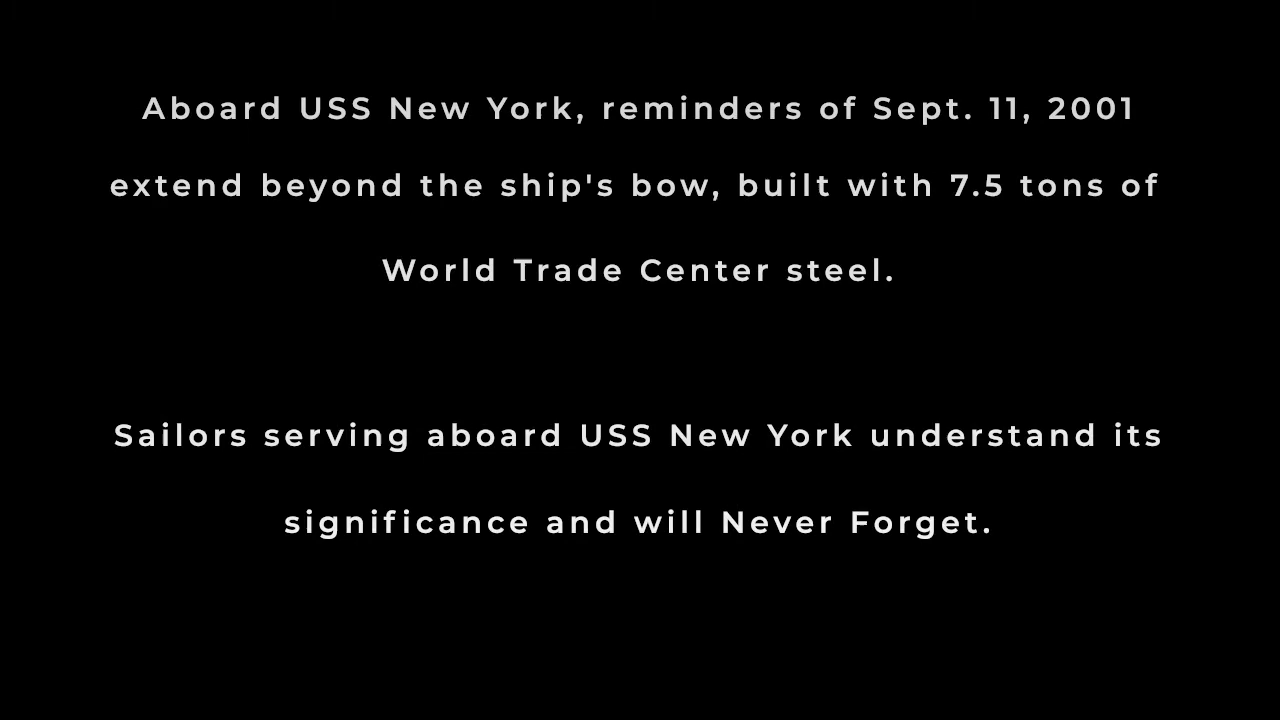 Aboard USS New York, reminders of Sept. 11, 2001
extend beyond the ship's bow, built with 7.5 tons of
World Trade Center steel.
Sailors serving aboard USS New York understand its
significance and will Never Forget.